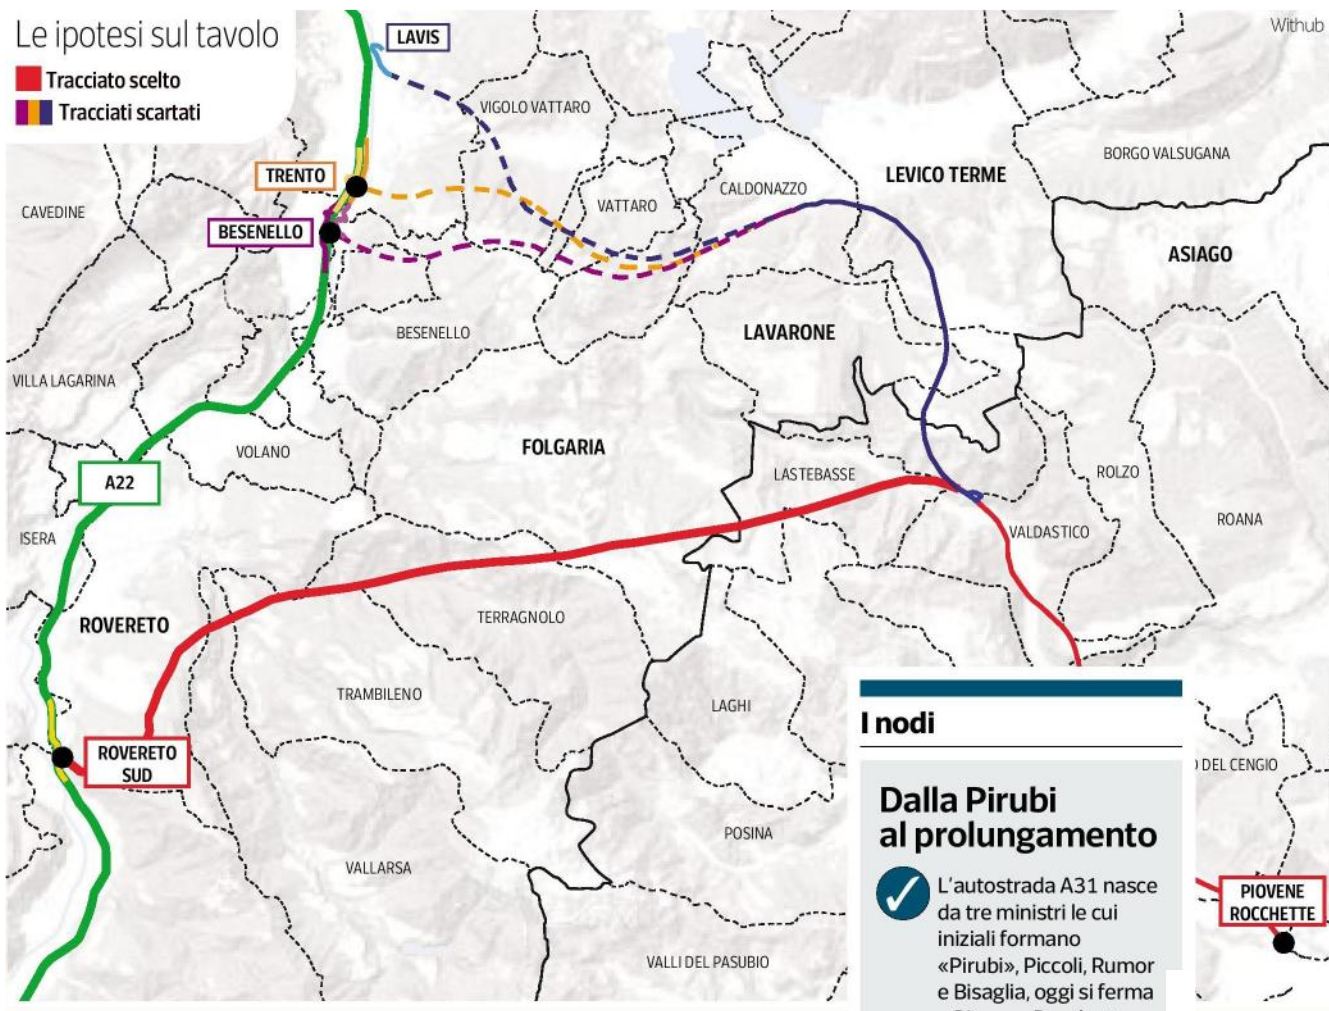 Le ipotesi sul tavolo
Tracciato scelto
Tracciati scartati
Withub
LAVIS
VIGOLO VATTARO
BORGO VALSUGANA
TRENTO
LEVICO TERME
CALDONAZZO
VATTARO
CAVEDINE
BESENELLO
ASIAGO
BESENELLO
LAVARONE
VILLA LAGARINA
FOLGARIA
VOLANO
LASTEBASSE
ROLZO
A22
ROANA
ISERA
VALDASTICO
TERRAGNOLO
ROVERETO
TRAMBILENO
LAGHI
ROVERETO
SUD
O DEL CENGIO
POSINA
VALLARSA
VALLI DEL PASUBIO
PIOVENE
ROCCHETTE
I nodi
Dalla Pirubi
al prolungamento
L'autostrada A31 nasce
da tre ministri le cui
iniziali formano
«Pirubi», Piccoli, Rumor
e Bisaglia, oggi si ferma